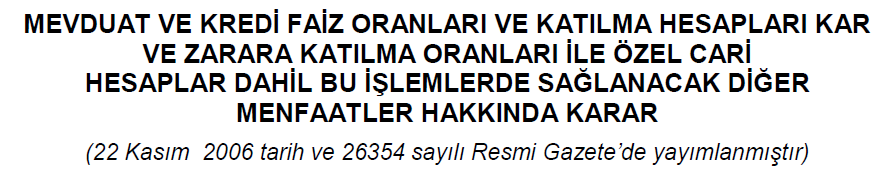 MEVDUAT VE KREDİ FAİZ ORANLARI VE KATILMA HESAPLARI KAR
VE ZARARA KATILMA ORANLARI İLE ÖZEL CARİ
HESAPLAR DAHİL BU İŞLEMLERDE SAĞLANACAK DİĞER
MENFAATLER HAKKINDA KARAR
(22 Kasım  2006 tarih ve 26354 sayılı Resmi Gazete’de yayımlanmıştır)